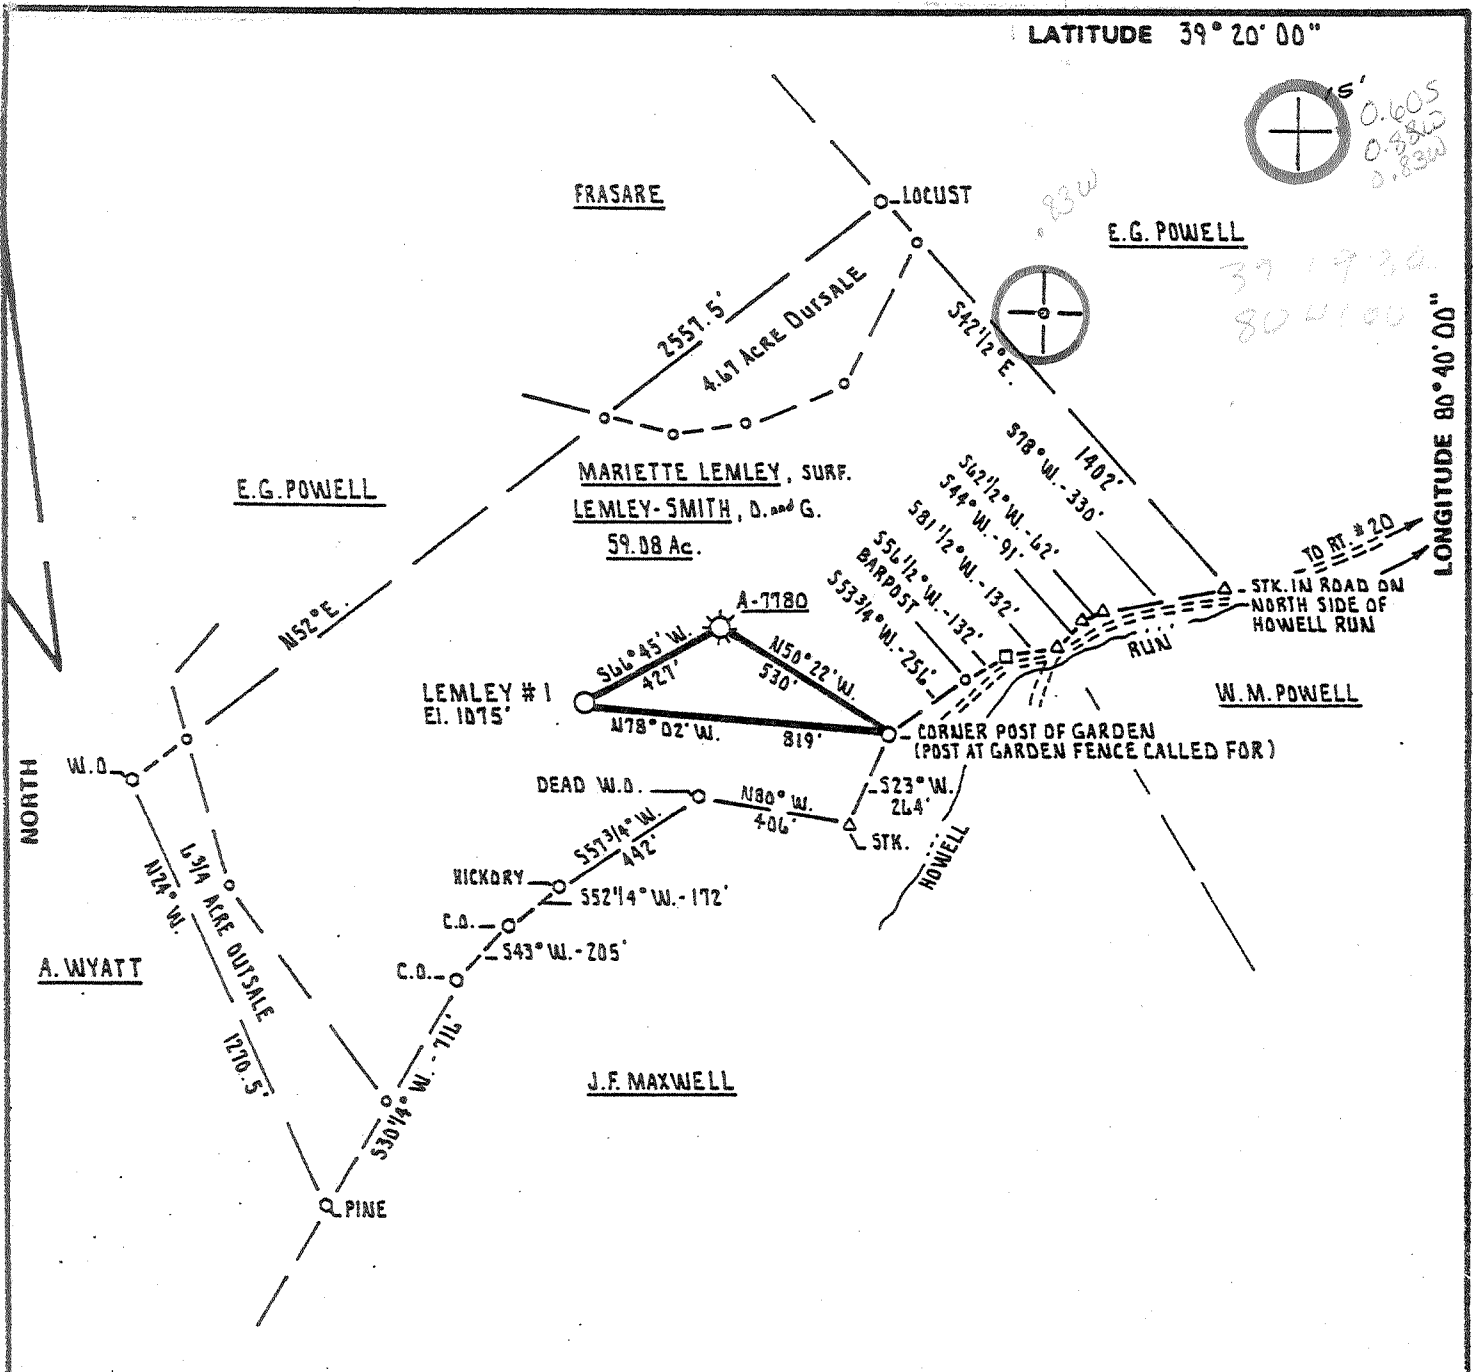 LATITUDE 39° 20' 00"
15'
0.60S
0.88W
0.83W
FRASARE
LOCUST
.83W
E.G. POWELL
LONGITUDE 80° 40' 00"
2557.5'
4.67 ACRE OUTSALE
S42 1/2° E.
1402'
E.G. POWELL
MARIETTE LEMLEY, SURF.
LEMLEY-SMITH, O. and G.
59.08 Ac.
S78° W. - 330'
S62 1/2° W. - 62'
S44° W. - 91'
S81 1/2° W. - 132'
S56 1/2° W. - 132'
BARPOST
S53 3/4° W. - 256'
TO RT. # 20
STK. IN ROAD ON
NORTH SIDE OF
HOWELL RUN
N52° E.
A-7780
S66° 45' W.
427'
N50° 22' W.
530'
RUN
LEMLEY # 1
El. 1075'
W.M. POWELL
N78° 02' W.
819'
CORNER POST OF GARDEN
(POST AT GARDEN FENCE CALLED FOR)
W.O.
NORTH
DEAD W.O.
N80° W.
406'
S23° W.
264'
STK.
HOWELL
S57 3/4° W.
442'
HICKORY
S52 1/4° W. - 172'
C.O.
S43° W. - 205'
C.O.
N24° W.
6 3/4 ACRE OUTSALE
A. WYATT
1270.5'
S30 1/4° W. - 716'
J.F. MAXWELL
PINE